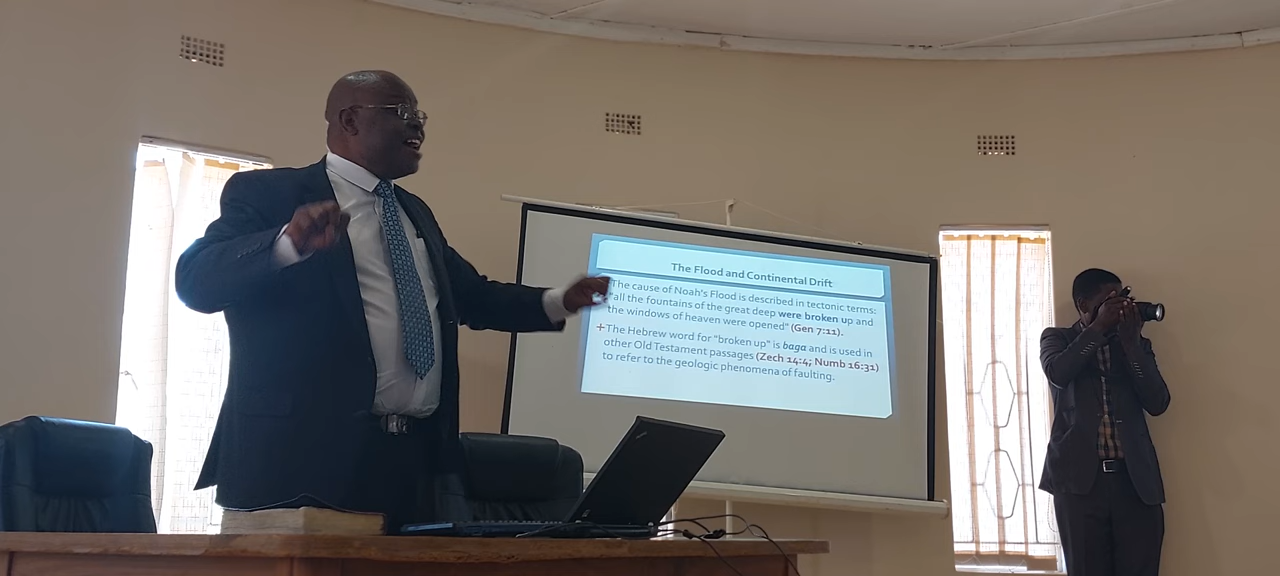 The Flood and Continental Drift
The cause of Noah's Flood is described in tectonic terms:
"all the fountains of the great deep were broken up and
the windows of heaven were opened" (Gen 7:11).
The Hebrew word for "broken up" is baga and is used in
other Old Testament passages (Zech 14:4; Numb 16:31)
to refer to the geologic phenomena of faulting.